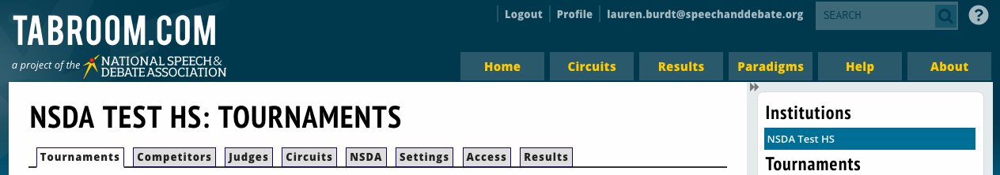 TABROOM.COM
a project of the NATIONAL SPEECH & DEBATE ASSOCIATION
Logout Profile lauren.burdt@speechanddebate.org SEARCH ?
Home Circuits Results Paradigms Help About
NSDA TEST HS: TOURNAMENTS
Tournaments Competitors Judges Circuits NSDA Settings Access Results
Institutions
NSDA Test HS
Tournaments